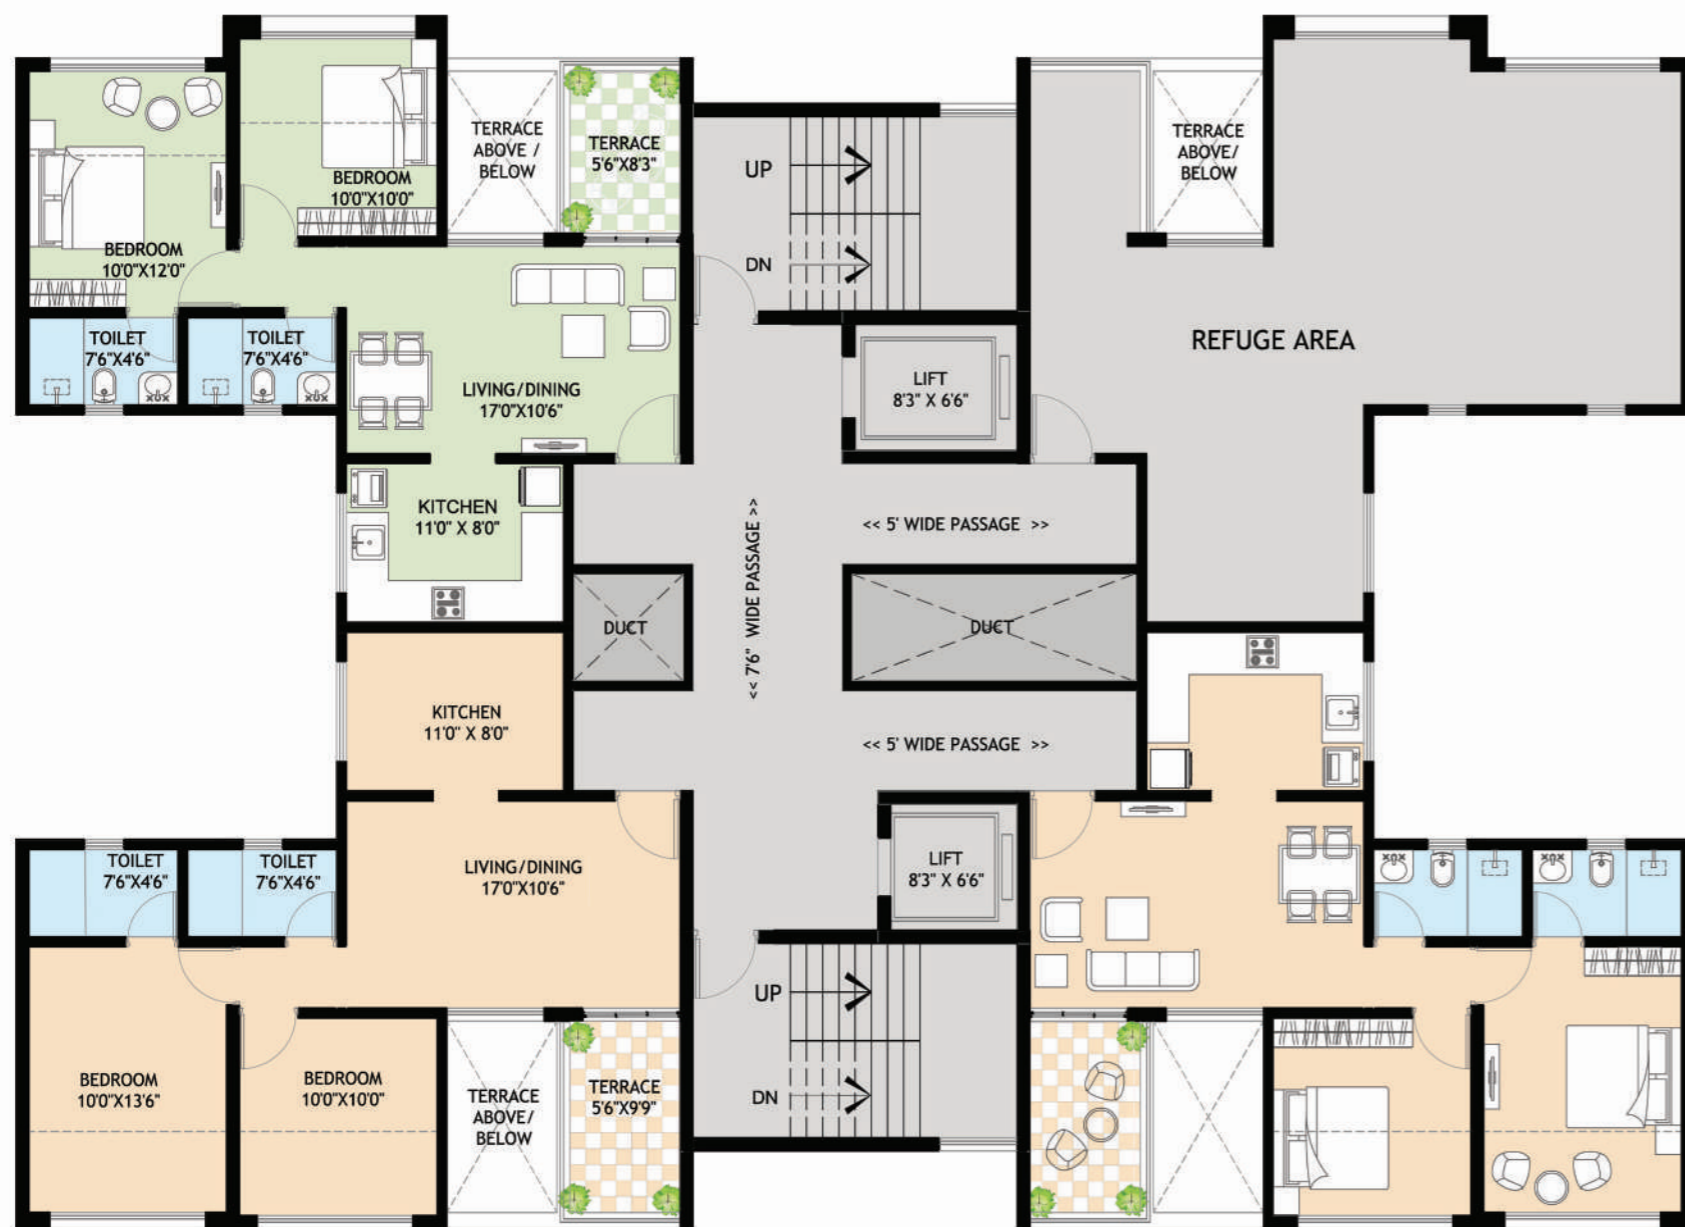 TERRACE
ABOVE /
BELOW
TERRACE
5'6"X8'3"
BEDROOM
10'0"X10'0"
BEDROOM
10'0"X12'0"
TOILET
7'6"X4'6"
TOILET
7'6"X4'6"
LIVING/DINING
17'0"X10'6"
KITCHEN
11'0" X 8'0"
UP
DN
LIFT
8'3" X 6'6"
TERRACE
ABOVE/
BELOW
REFUGE AREA
<< 5' WIDE PASSAGE >>
<< 7'6" WIDE PASSAGE >>
DUCT
DUCT
<< 5' WIDE PASSAGE >>
KITCHEN
11'0" X 8'0"
LIVING/DINING
17'0"X10'6"
TOILET
7'6"X4'6"
TOILET
7'6"X4'6"
BEDROOM
10'0"X13'6"
BEDROOM
10'0"X10'0"
TERRACE
ABOVE/
BELOW
TERRACE
5'6"X9'9"
LIFT
8'3" X 6'6"
UP
DN